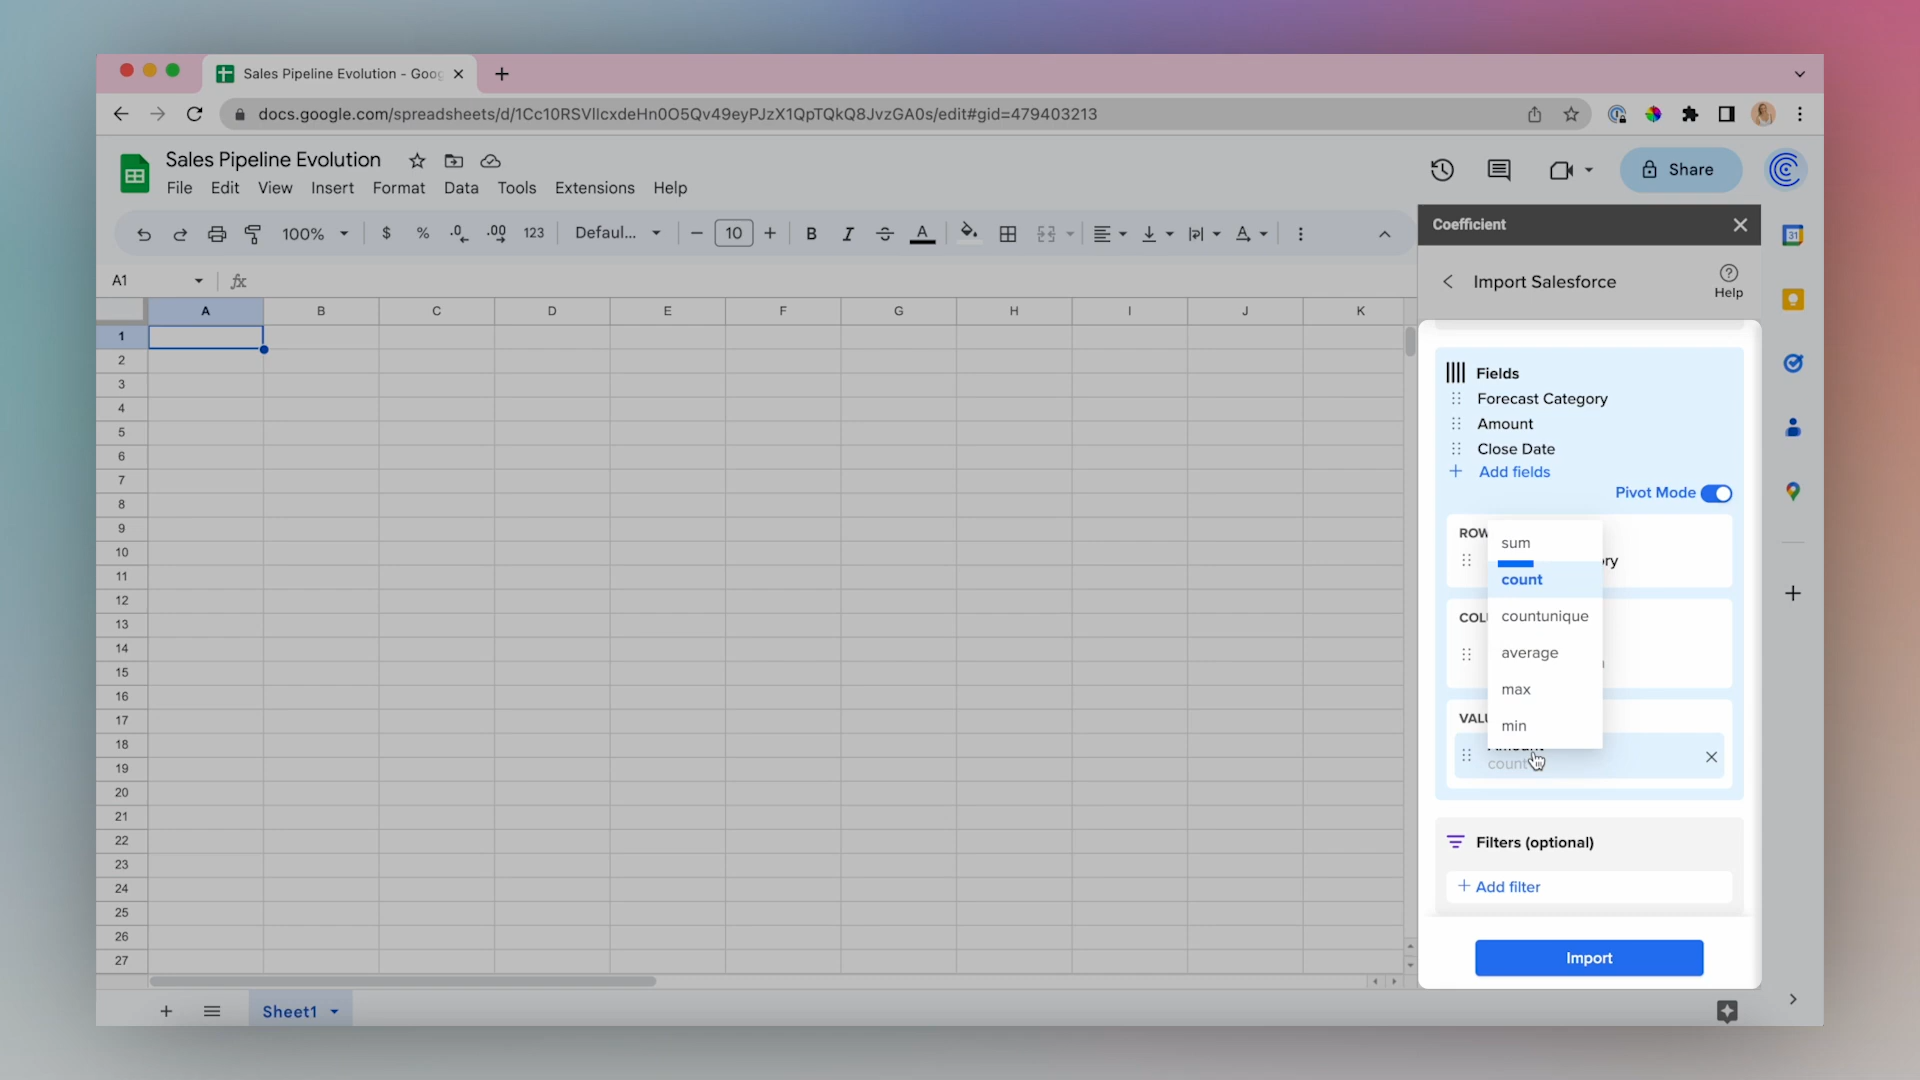 Sales Pipeline Evolution - Goog
docs.google.com/spreadsheets/d/1Cc10RSVllcxdeHn0O5Qv49eyPJzX1QpTQkQ8JvzGA0s/edit#gid=479403213
Sales Pipeline Evolution
File Edit View Insert Format Data Tools Extensions Help
Share
100% $ % .0 .00 123 Defaul... 10 B I S A
A1 fx
A B C D E F G H I J K
1
2
3
4
5
6
7
8
9
10
11
12
13
14
15
16
17
18
19
20
21
22
23
24
25
26
27
Sheet1
Coefficient
Import Salesforce
Help
Fields
Forecast Category
Amount
Close Date
+ Add fields
Pivot Mode
ROW
ry
sum
count
countunique
average
max
min
COLU
VALU
Amount
count
Filters (optional)
+ Add filter
Import
31